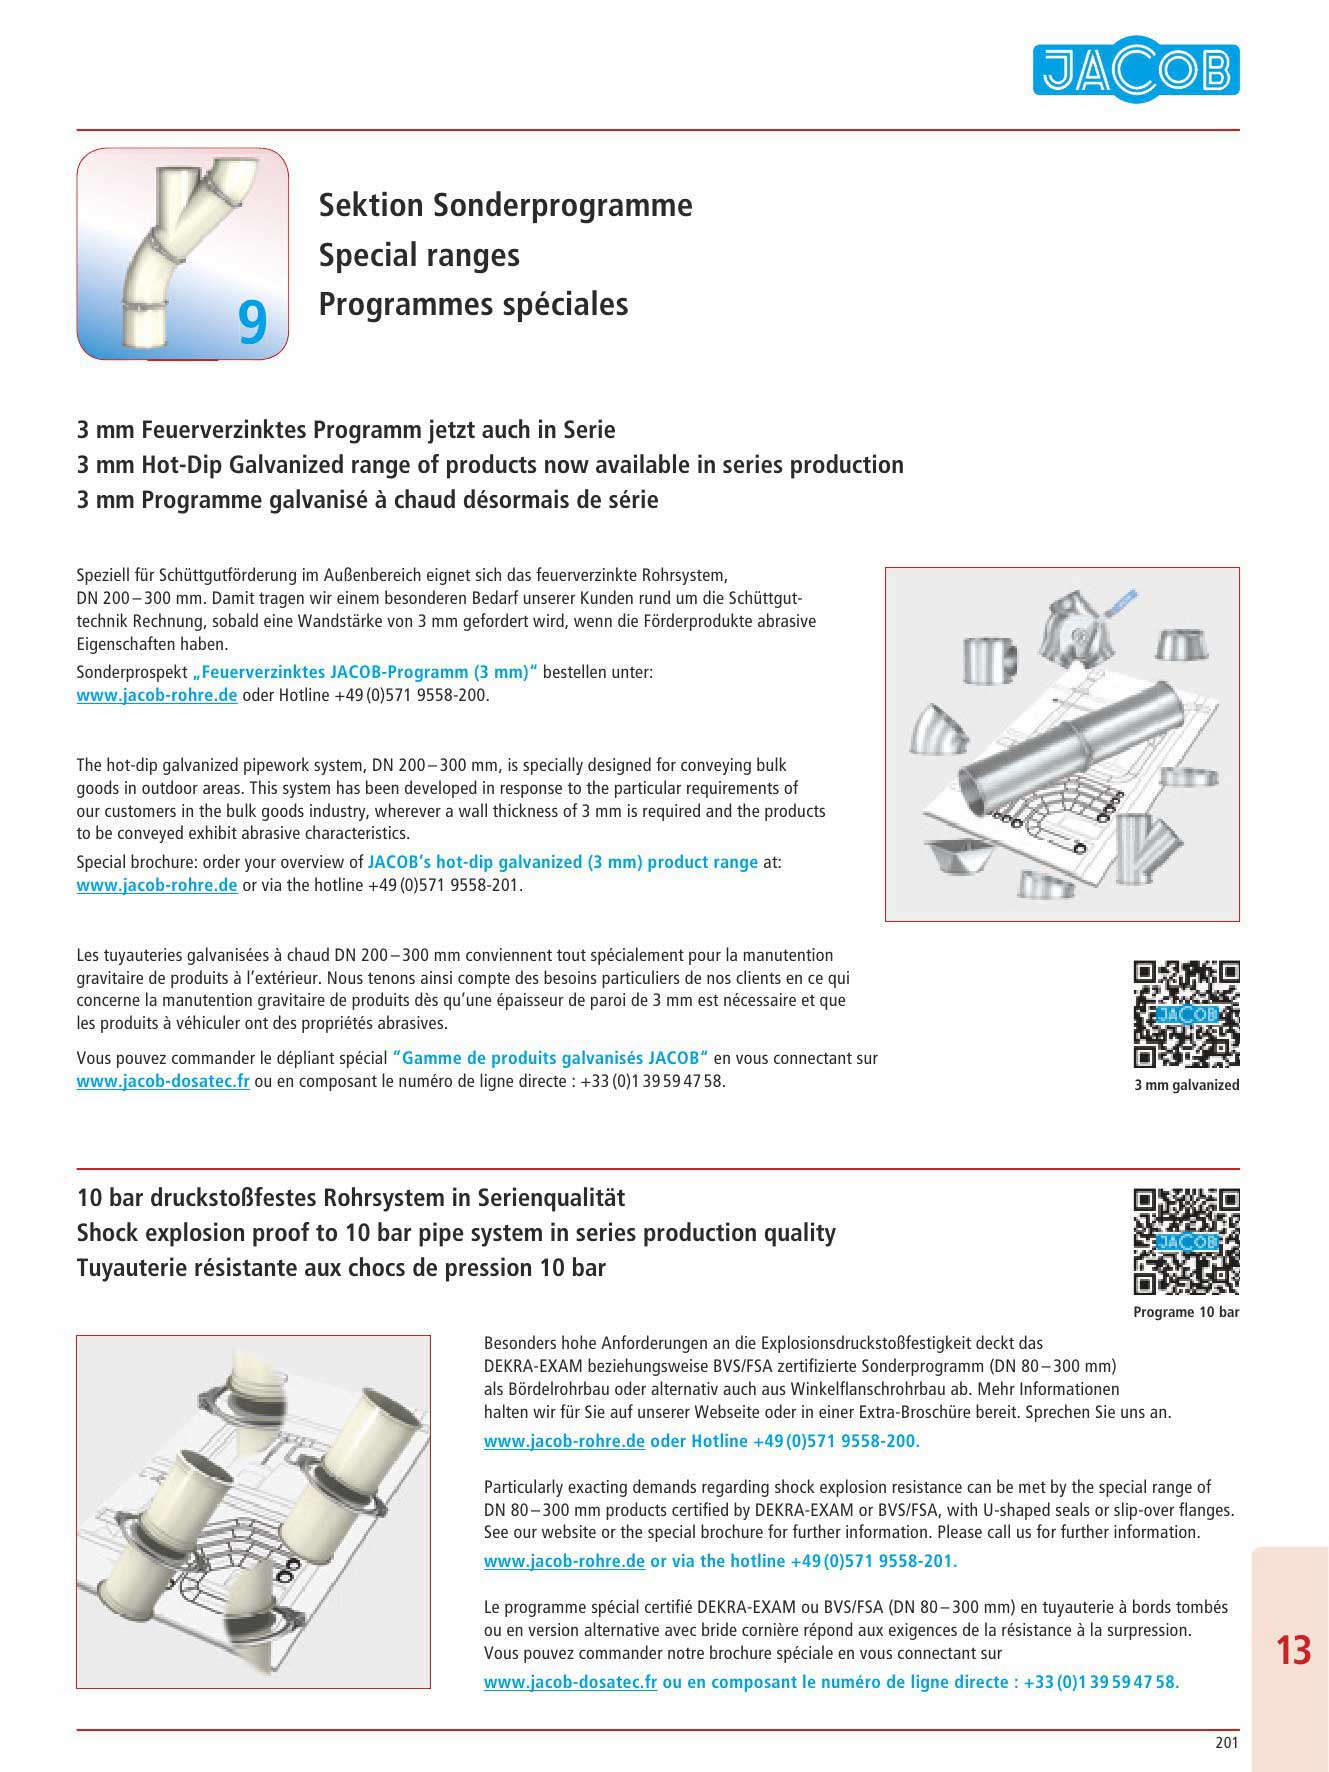 JACOB
9
Sektion Sonderprogramme
Special ranges
Programmes spéciales
3 mm Feuerverzinktes Programm jetzt auch in Serie
3 mm Hot-Dip Galvanized range of products now available in series production
3 mm Programme galvanisé à chaud désormais de série
Speziell für Schüttgutförderung im Außenbereich eignet sich das feuerverzinkte Rohrsystem,
DN 200 – 300 mm. Damit tragen wir einem besonderen Bedarf unserer Kunden rund um die Schüttgut-
technik Rechnung, sobald eine Wandstärke von 3 mm gefordert wird, wenn die Förderprodukte abrasive
Eigenschaften haben.
Sonderprospekt „Feuerverzinktes JACOB-Programm (3 mm)“ bestellen unter:
www.jacob-rohre.de oder Hotline +49 (0)571 9558-200.
The hot-dip galvanized pipework system, DN 200 – 300 mm, is specially designed for conveying bulk
goods in outdoor areas. This system has been developed in response to the particular requirements of
our customers in the bulk goods industry, wherever a wall thickness of 3 mm is required and the products
to be conveyed exhibit abrasive characteristics.
Special brochure: order your overview of JACOB’s hot-dip galvanized (3 mm) product range at:
www.jacob-rohre.de or via the hotline +49 (0)571 9558-201.
Les tuyauteries galvanisées à chaud DN 200 – 300 mm conviennent tout spécialement pour la manutention
gravitaire de produits à l’extérieur. Nous tenons ainsi compte des besoins particuliers de nos clients en ce qui
concerne la manutention gravitaire de produits dès qu’une épaisseur de paroi de 3 mm est nécessaire et que
les produits à véhiculer ont des propriétés abrasives.
Vous pouvez commander le dépliant spécial “Gamme de produits galvanisés JACOB“ en vous connectant sur
www.jacob-dosatec.fr ou en composant le numéro de ligne directe : +33 (0)1 39 59 47 58.
JACOB
3 mm galvanized
10 bar druckstoßfestes Rohrsystem in Serienqualität
Shock explosion proof to 10 bar pipe system in series production quality
Tuyauterie résistante aux chocs de pression 10 bar
JACOB
Programe 10 bar
Besonders hohe Anforderungen an die Explosionsdruckstoßfestigkeit deckt das
DEKRA-EXAM beziehungsweise BVS/FSA zertifizierte Sonderprogramm (DN 80 – 300 mm)
als Bördelrohrbau oder alternativ auch aus Winkelflanschrohrbau ab. Mehr Informationen
halten wir für Sie auf unserer Webseite oder in einer Extra-Broschüre bereit. Sprechen Sie uns an.
www.jacob-rohre.de oder Hotline +49 (0)571 9558-200.
Particularly exacting demands regarding shock explosion resistance can be met by the special range of
DN 80 – 300 mm products certified by DEKRA-EXAM or BVS/FSA, with U-shaped seals or slip-over flanges.
See our website or the special brochure for further information. Please call us for further information.
www.jacob-rohre.de or via the hotline +49 (0)571 9558-201.
Le programme spécial certifié DEKRA-EXAM ou BVS/FSA (DN 80 – 300 mm) en tuyauterie à bords tombés
ou en version alternative avec bride cornière répond aux exigences de la résistance à la surpression.
Vous pouvez commander notre brochure spéciale en vous connectant sur
www.jacob-dosatec.fr ou en composant le numéro de ligne directe : +33 (0)1 39 59 47 58.
13
201